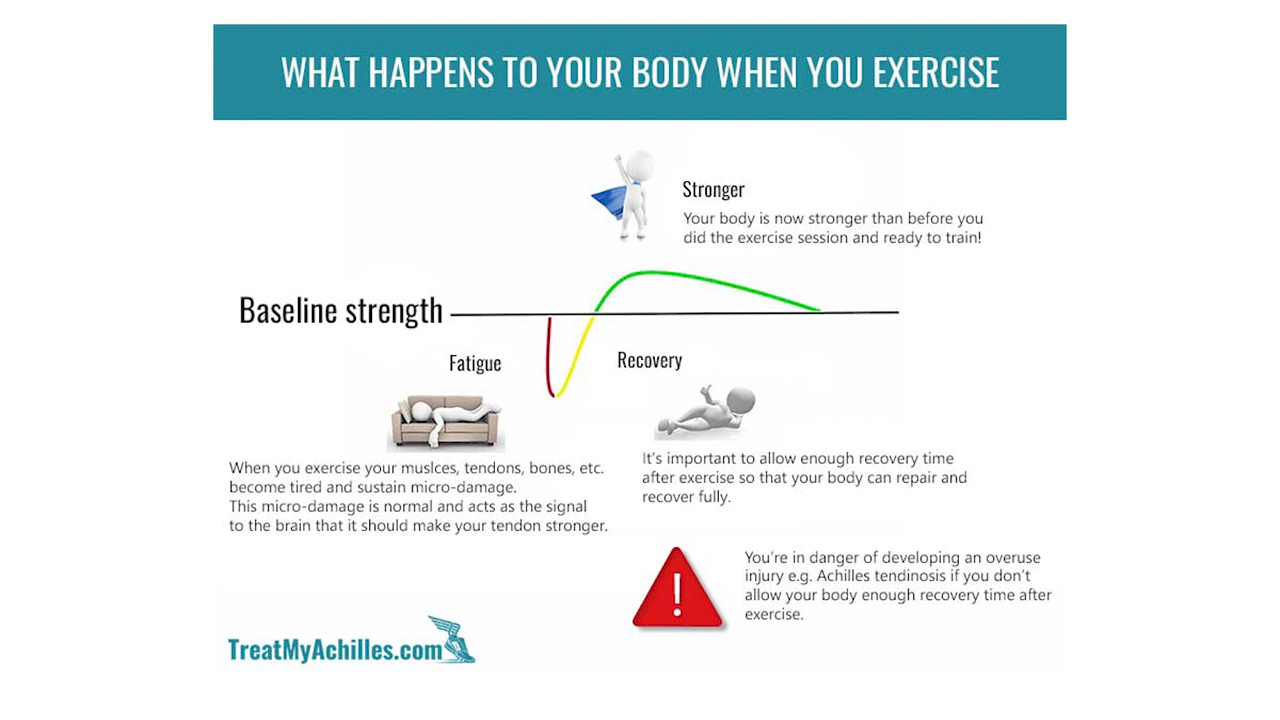 WHAT HAPPENS TO YOUR BODY WHEN YOU EXERCISE
Stronger
Your body is now stronger than before you
did the exercise session and ready to train!
Baseline strength
Fatigue
When you exercise your muslces, tendons, bones, etc.
become tired and sustain micro-damage.
This micro-damage is normal and acts as the signal
to the brain that it should make your tendon stronger.
Recovery
It's important to allow enough recovery time
after exercise so that your body can repair and
recover fully.
!
You're in danger of developing an overuse
injury e.g. Achilles tendinosis if you don't
allow your body enough recovery time after
exercise.
TreatMyAchilles.com